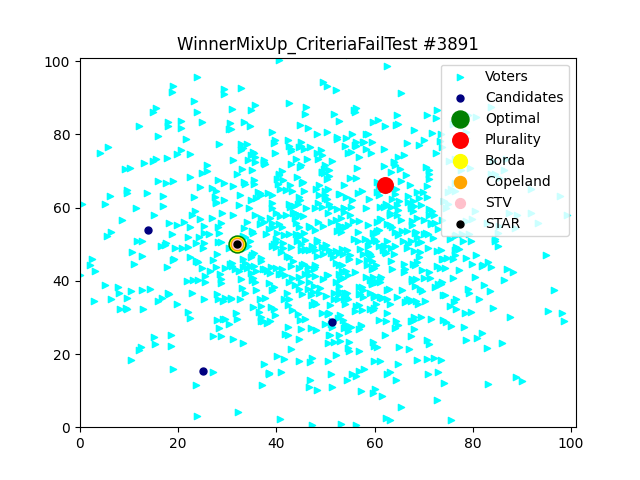 WinnerMixUp_CriteriaFailTest #3891
100
80
60
40
20
0
0
20
40
60
80
100
Voters
Candidates
Optimal
Plurality
Borda
Copeland
STV
STAR